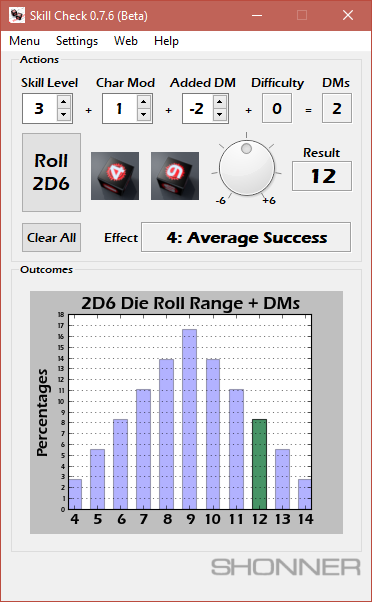 Skill Check 0.7.6 (Beta)
Menu Settings Web Help
Actions
Skill Level Char Mod Added DM Difficulty DMs
3 + 1 + -2 + 0 = 2
Roll
2D6
4 6
-6 +6
Result
12
Clear All Effect 4: Average Success
Outcomes
2D6 Die Roll Range + DMs
Percentages
18
17
16
15
14
13
12
11
10
9
8
7
6
5
4
3
2
1
0
4 5 6 7 8 9 10 11 12 13 14
SHONNER